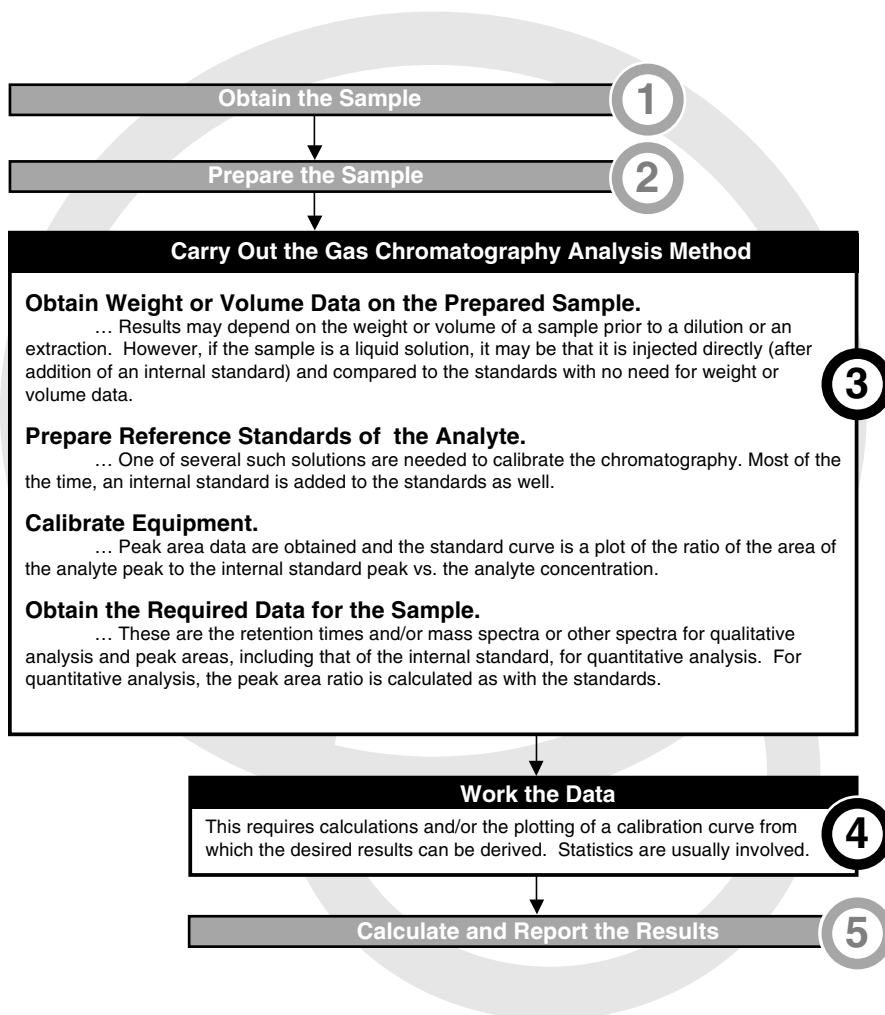 Obtain the Sample
1
Prepare the Sample
2
Carry Out the Gas Chromatography Analysis Method
Obtain Weight or Volume Data on the Prepared Sample.
… Results may depend on the weight or volume of a sample prior to a dilution or an
extraction. However, if the sample is a liquid solution, it may be that it is injected directly (after
addition of an internal standard) and compared to the standards with no need for weight or
volume data.
3
Prepare Reference Standards of the Analyte.
… One of several such solutions are needed to calibrate the chromatography. Most of the
the time, an internal standard is added to the standards as well.
Calibrate Equipment.
… Peak area data are obtained and the standard curve is a plot of the ratio of the area of
the analyte peak to the internal standard peak vs. the analyte concentration.
Obtain the Required Data for the Sample.
… These are the retention times and/or mass spectra or other spectra for qualitative
analysis and peak areas, including that of the internal standard, for quantitative analysis. For
quantitative analysis, the peak area ratio is calculated as with the standards.
Work the Data
This requires calculations and/or the plotting of a calibration curve from
which the desired results can be derived. Statistics are usually involved.
4
Calculate and Report the Results
5